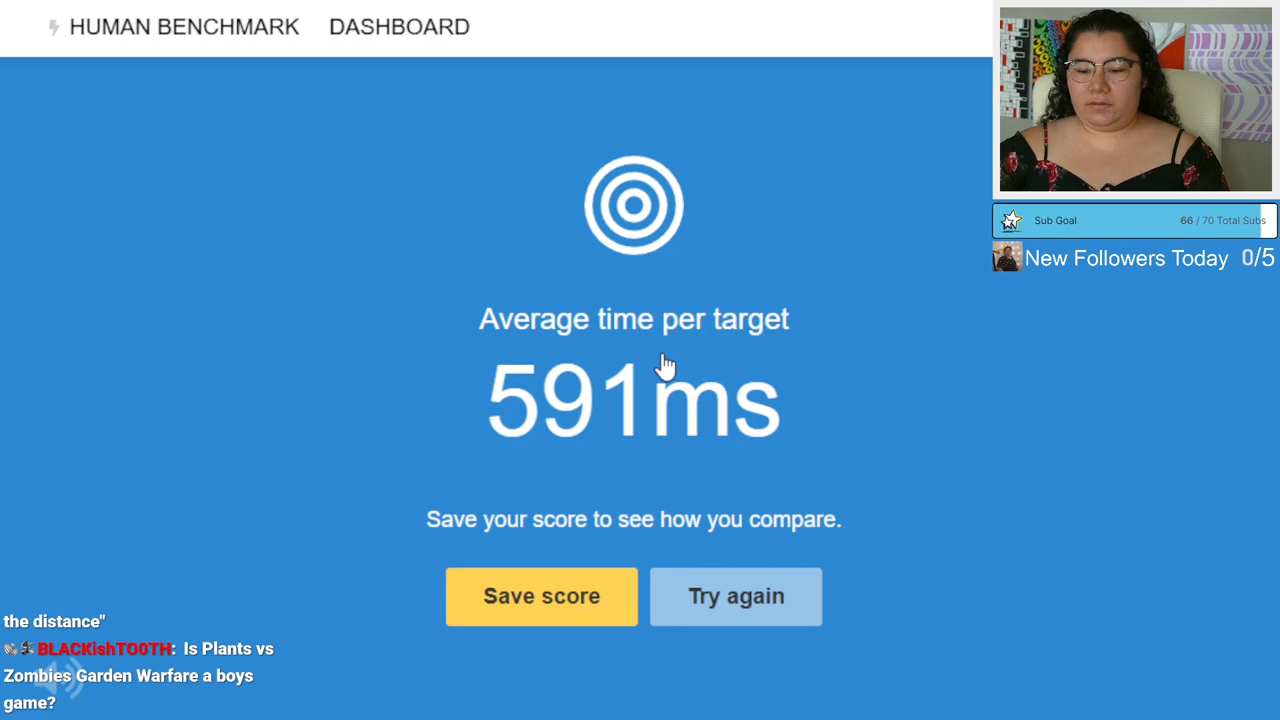 HUMAN BENCHMARK DASHBOARD
Sub Goal 66 / 70 Total Subs
New Followers Today 0/5
Average time per target
591ms
Save your score to see how you compare.
Save score Try again
the distance"
BLACKishTO0TH: Is Plants vs
Zombies Garden Warfare a boys
game?